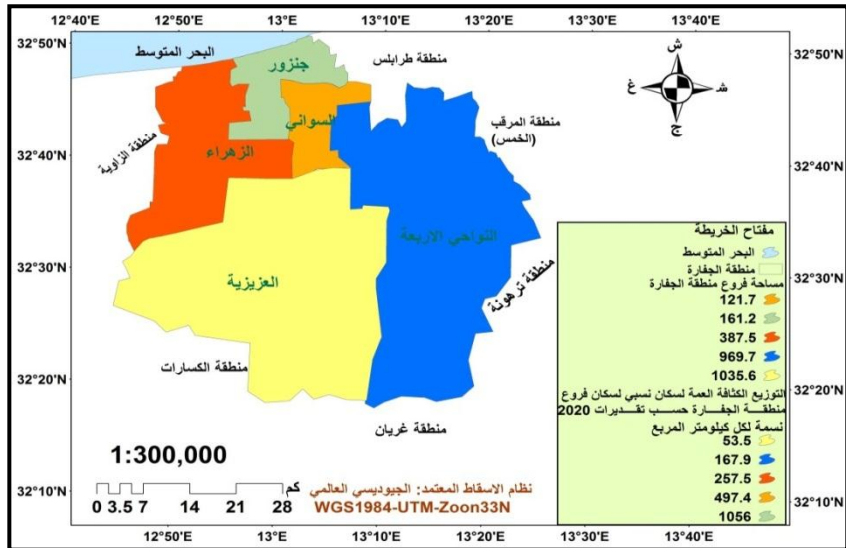 12°40'E 12°50'E 13°0'E 13°10'E 13°20'E
32°50'N
32°40'N
32°30'N
32°20'N
32°10'N
32°50'N
32°40'N
32°30'N
32°20'N
32°10'N
البحر المتوسط
منطقة طرابلس
ش
غ
شـ
ج
جنزور
السواني
منطقة المرقب
(الخمس)
منطقة الزاوية
الزهراء
النواحي الاربعة
منطقة ترهونة
العزيزية
منطقة الكسارات
منطقة غريان
مفتاح الخريطة
البحر المتوسط
منطقة الجفارة
مساحة فروع منطقة الجفارة
121.7
161.2
387.5
969.7
1035.6
التوزيع الكثافة العمة لسكان نسبي لسكان فروع
منطقة الجفارة حسب تقديرات 2020
نسمة لكل كيلومتر المربع
53.5
167.9
257.5
497.4
1056
1:300,000
كم
0 3.5 7 14 21 28
نظام الاسقاط المعتمد: الجيوديسي العالمي
WGS1984-UTM-Zoon33N
12°50'E 13°0'E 13°10'E 13°20'E 13°30'E 13°40'E